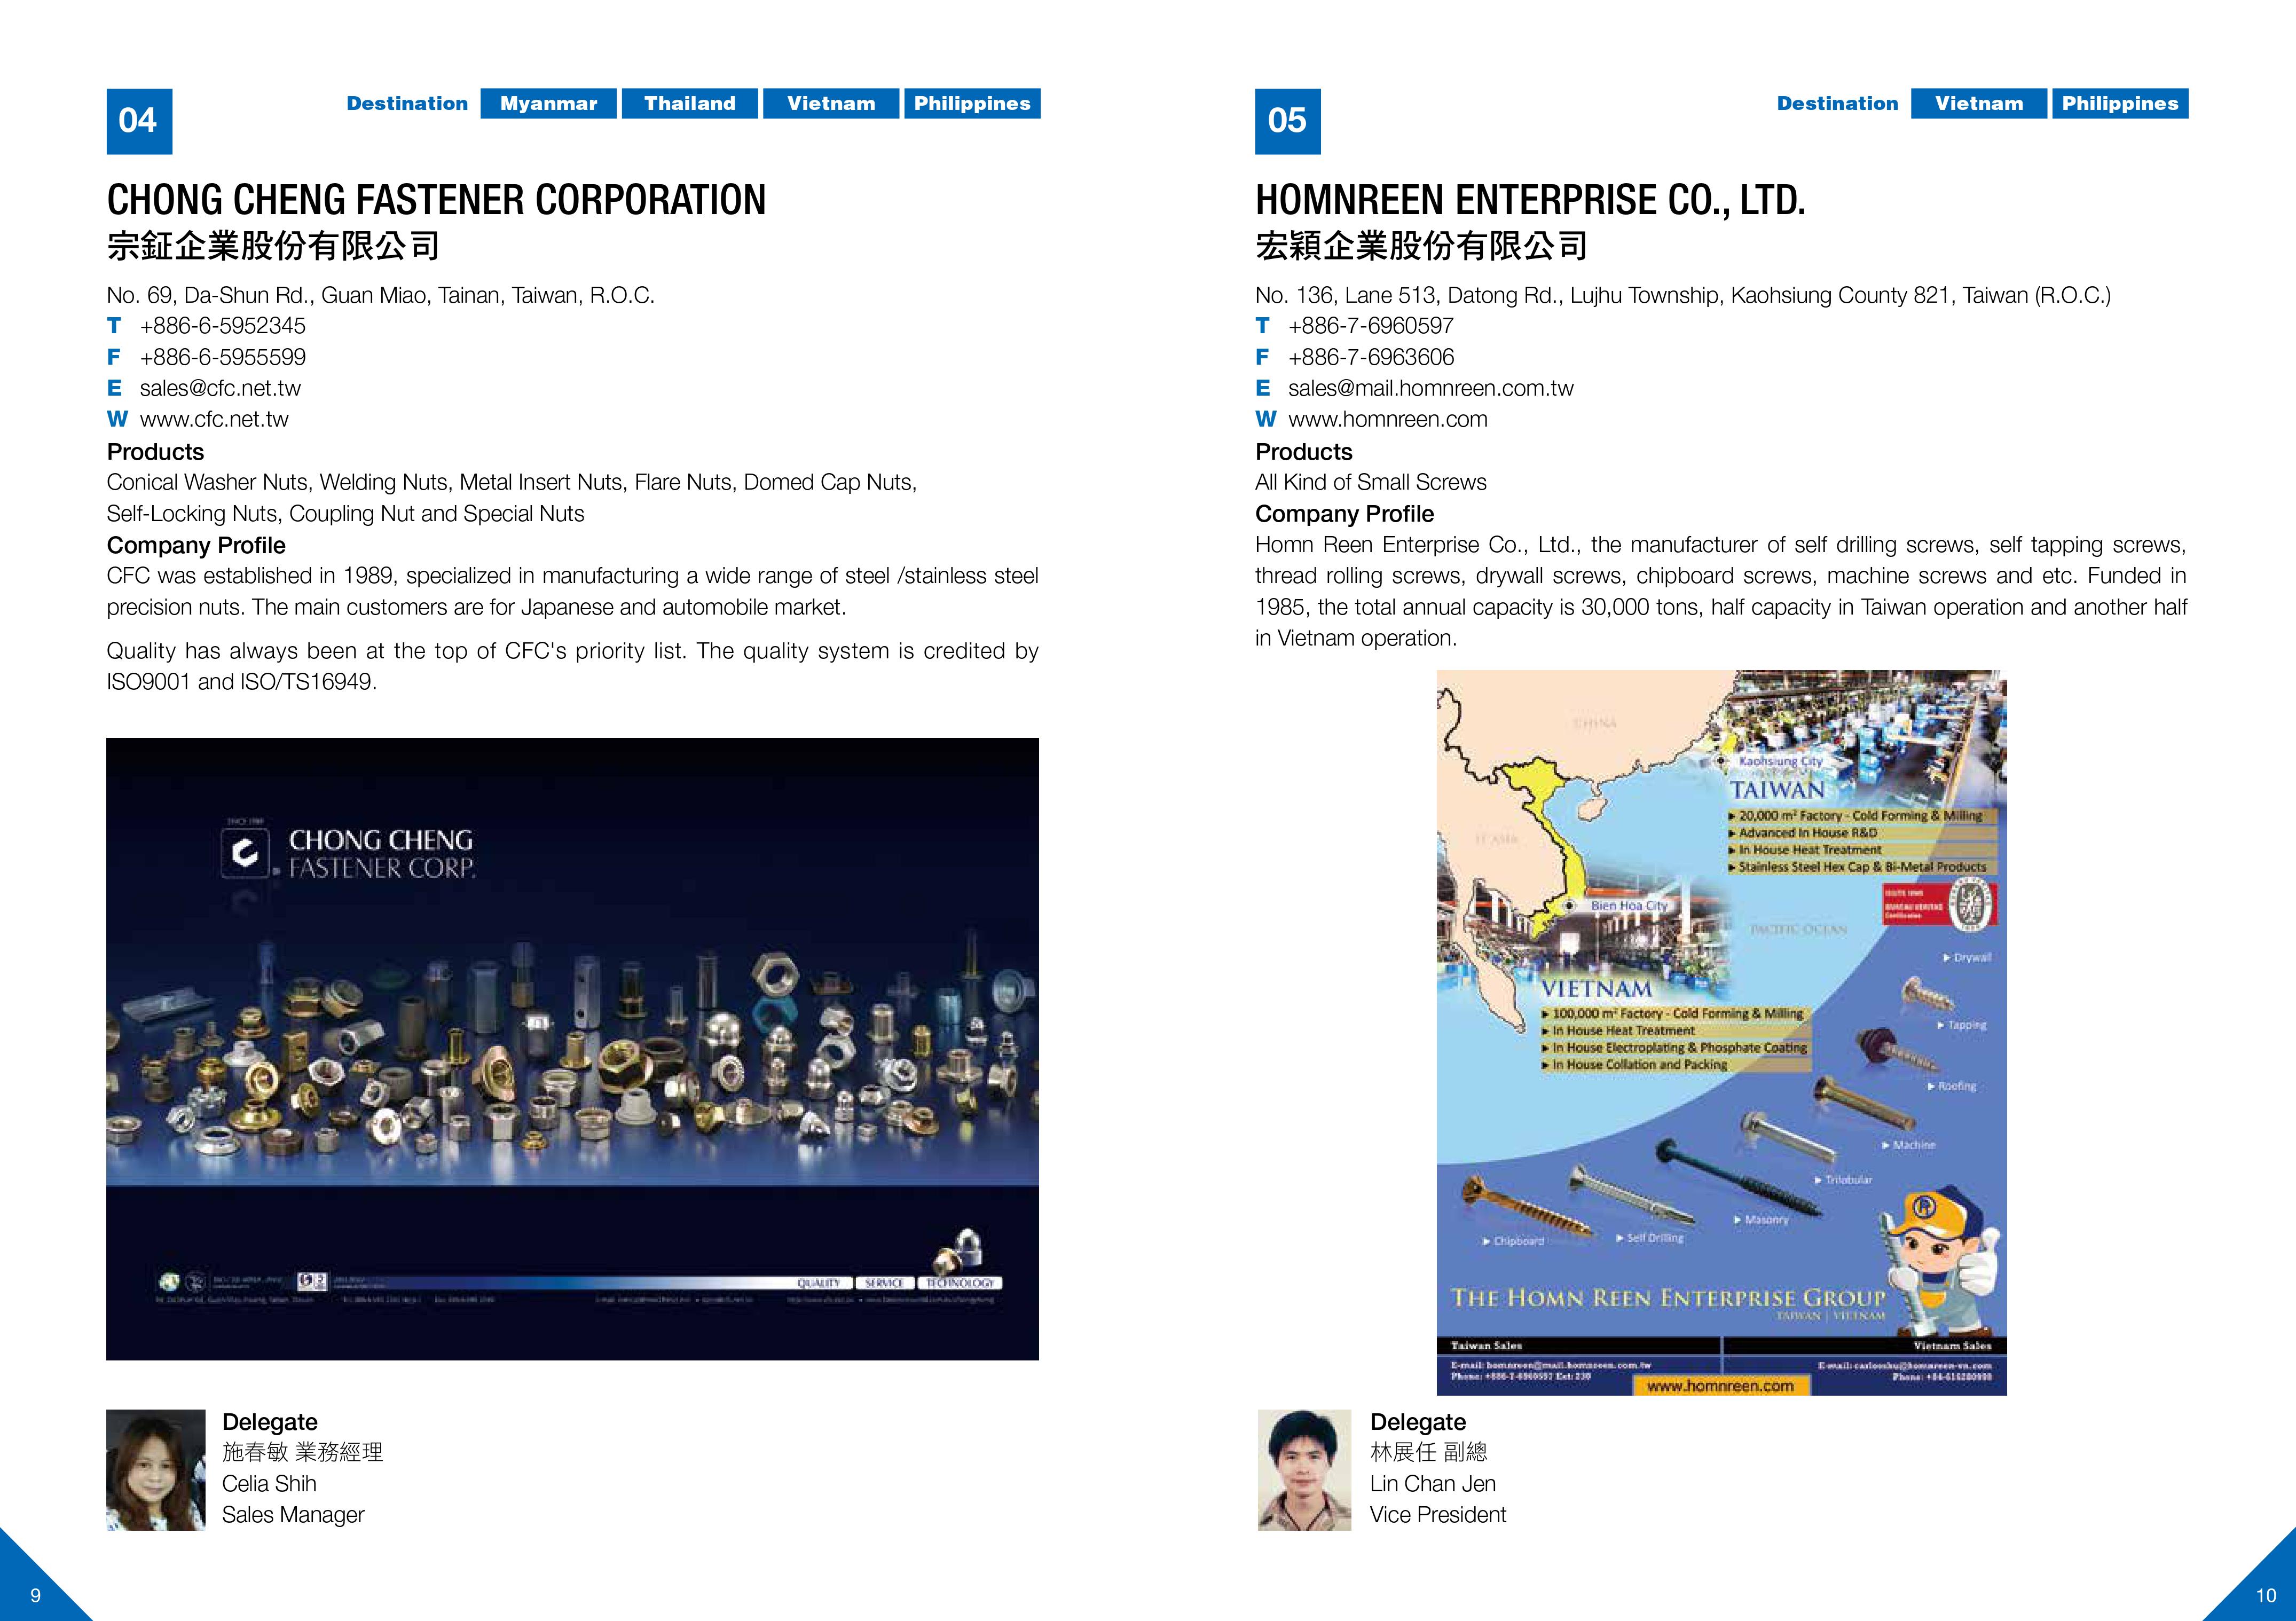 04
Destination Myanmar Thailand Vietnam Philippines
CHONG CHENG FASTENER CORPORATION
宗鉦企業股份有限公司
No. 69, Da-Shun Rd., Guan Miao, Tainan, Taiwan, R.O.C.
T +886-6-5952345
F +886-6-5955599
E sales@cfc.net.tw
W www.cfc.net.tw
Products
Conical Washer Nuts, Welding Nuts, Metal Insert Nuts, Flare Nuts, Domed Cap Nuts,
Self-Locking Nuts, Coupling Nut and Special Nuts
Company Profile
CFC was established in 1989, specialized in manufacturing a wide range of steel /stainless steel
precision nuts. The main customers are for Japanese and automobile market.
Quality has always been at the top of CFC's priority list. The quality system is credited by
ISO9001 and ISO/TS16949.
SINCE 1989
CHONG CHENG
FASTENER CORP.
QUALITY SERVICE TECHNOLOGY
Delegate
施春敏 業務經理
Celia Shih
Sales Manager
9
05
Destination Vietnam Philippines
HOMNREEN ENTERPRISE CO., LTD.
宏穎企業股份有限公司
No. 136, Lane 513, Datong Rd., Lujhu Township, Kaohsiung County 821, Taiwan (R.O.C.)
T +886-7-6960597
F +886-7-6963606
E sales@mail.homnreen.com.tw
W www.homnreen.com
Products
All Kind of Small Screws
Company Profile
Homn Reen Enterprise Co., Ltd., the manufacturer of self drilling screws, self tapping screws,
thread rolling screws, drywall screws, chipboard screws, machine screws and etc. Funded in
1985, the total annual capacity is 30,000 tons, half capacity in Taiwan operation and another half
in Vietnam operation.
CHINA
Kaohsiung City
TAIWAN
▶ 20,000 m² Factory - Cold Forming & Milling
▶ Advanced In House R&D
▶ In House Heat Treatment
▶ Stainless Steel Hex Cap & Bi-Metal Products
BUREAU VERITAS
Certification
Bien Hoa City
PACIFIC OCEAN
VIETNAM
▶ 100,000 m² Factory - Cold Forming & Milling
▶ In House Heat Treatment
▶ In House Electroplating & Phosphate Coating
▶ In House Collation and Packing
▶ Drywall
▶ Tapping
▶ Roofing
▶ Machine
▶ Trilobular
▶ Masonry
▶ Self Drilling
▶ Chipboard
THE HOMN REEN ENTERPRISE GROUP
TAIWAN | VIETNAM
Taiwan Sales
E-mail: homnreen@mail.homnreen.com.tw
Phone: +886-7-6960597 Ext: 230
Vietnam Sales
www.homnreen.com
Delegate
林展任 副總
Lin Chan Jen
Vice President
10